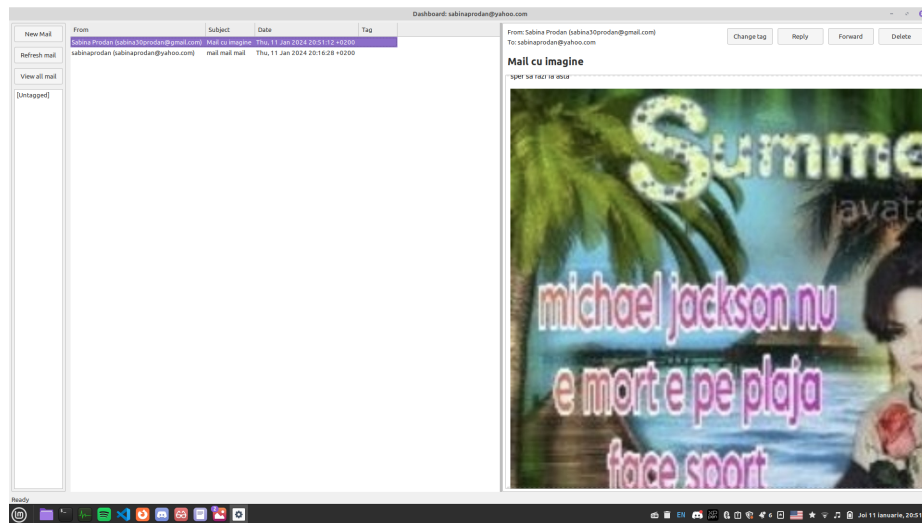 Dashboard: sabinaprodan@yahoo.com
New Mail
Refresh mail
View all mail
[Untagged]
From Subject Date Tag
Sabina Prodan (sabina30prodan@gmail.com) Mail cu imagine Thu, 11 Jan 2024 20:51:12 +0200
sabinaprodan (sabinaprodan@yahoo.com) mail mail mail Thu, 11 Jan 2024 20:16:28 +0200
From: Sabina Prodan (sabina30prodan@gmail.com)
To: sabinaprodan@yahoo.com
Change tag Reply Forward Delete
Mail cu imagine
sper sa razi la asta
Summe
avata
michael jackson nu
e mort e pe plaja
face sport
Ready
EN
6
Joi 11 Ianuarie, 20:51